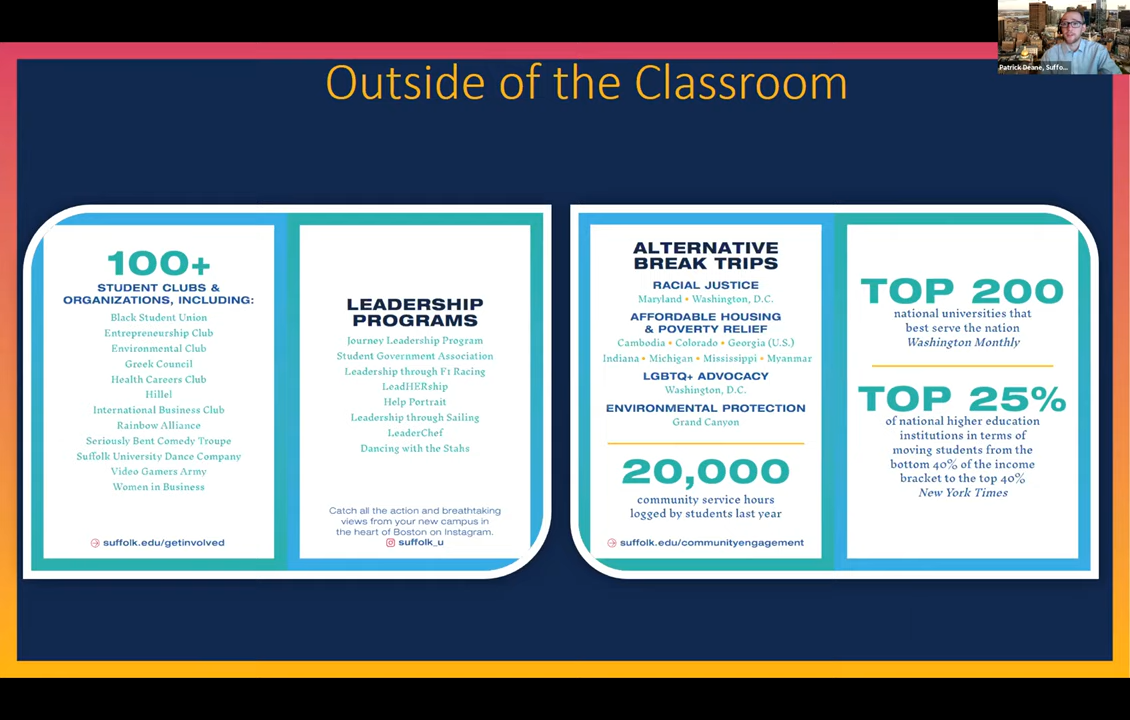 Outside of the Classroom
Patrick Deane, Suffo...
100+
STUDENT CLUBS &
ORGANIZATIONS, INCLUDING:
Black Student Union
Entrepreneurship Club
Environmental Club
Greek Council
Health Careers Club
Hillel
International Business Club
Rainbow Alliance
Seriously Bent Comedy Troupe
Suffolk University Dance Company
Video Gamers Army
Women in Business
suffolk.edu/getinvolved
LEADERSHIP
PROGRAMS
Journey Leadership Program
Student Government Association
Leadership through F1 Racing
LeadHERship
Help Portrait
Leadership through Sailing
LeaderChef
Dancing with the Stahs
Catch all the action and breathtaking
views from your new campus in
the heart of Boston on Instagram.
suffolk_u
ALTERNATIVE
BREAK TRIPS
RACIAL JUSTICE
Maryland • Washington, D.C.
AFFORDABLE HOUSING
& POVERTY RELIEF
Cambodia • Colorado • Georgia (U.S.)
Indiana • Michigan • Mississippi • Myanmar
LGBTQ+ ADVOCACY
Washington, D.C.
ENVIRONMENTAL PROTECTION
Grand Canyon
20,000
community service hours
logged by students last year
suffolk.edu/communityengagement
TOP 200
national universities that
best serve the nation
Washington Monthly
TOP 25%
of national higher education
institutions in terms of
moving students from the
bottom 40% of the income
bracket to the top 40%
New York Times